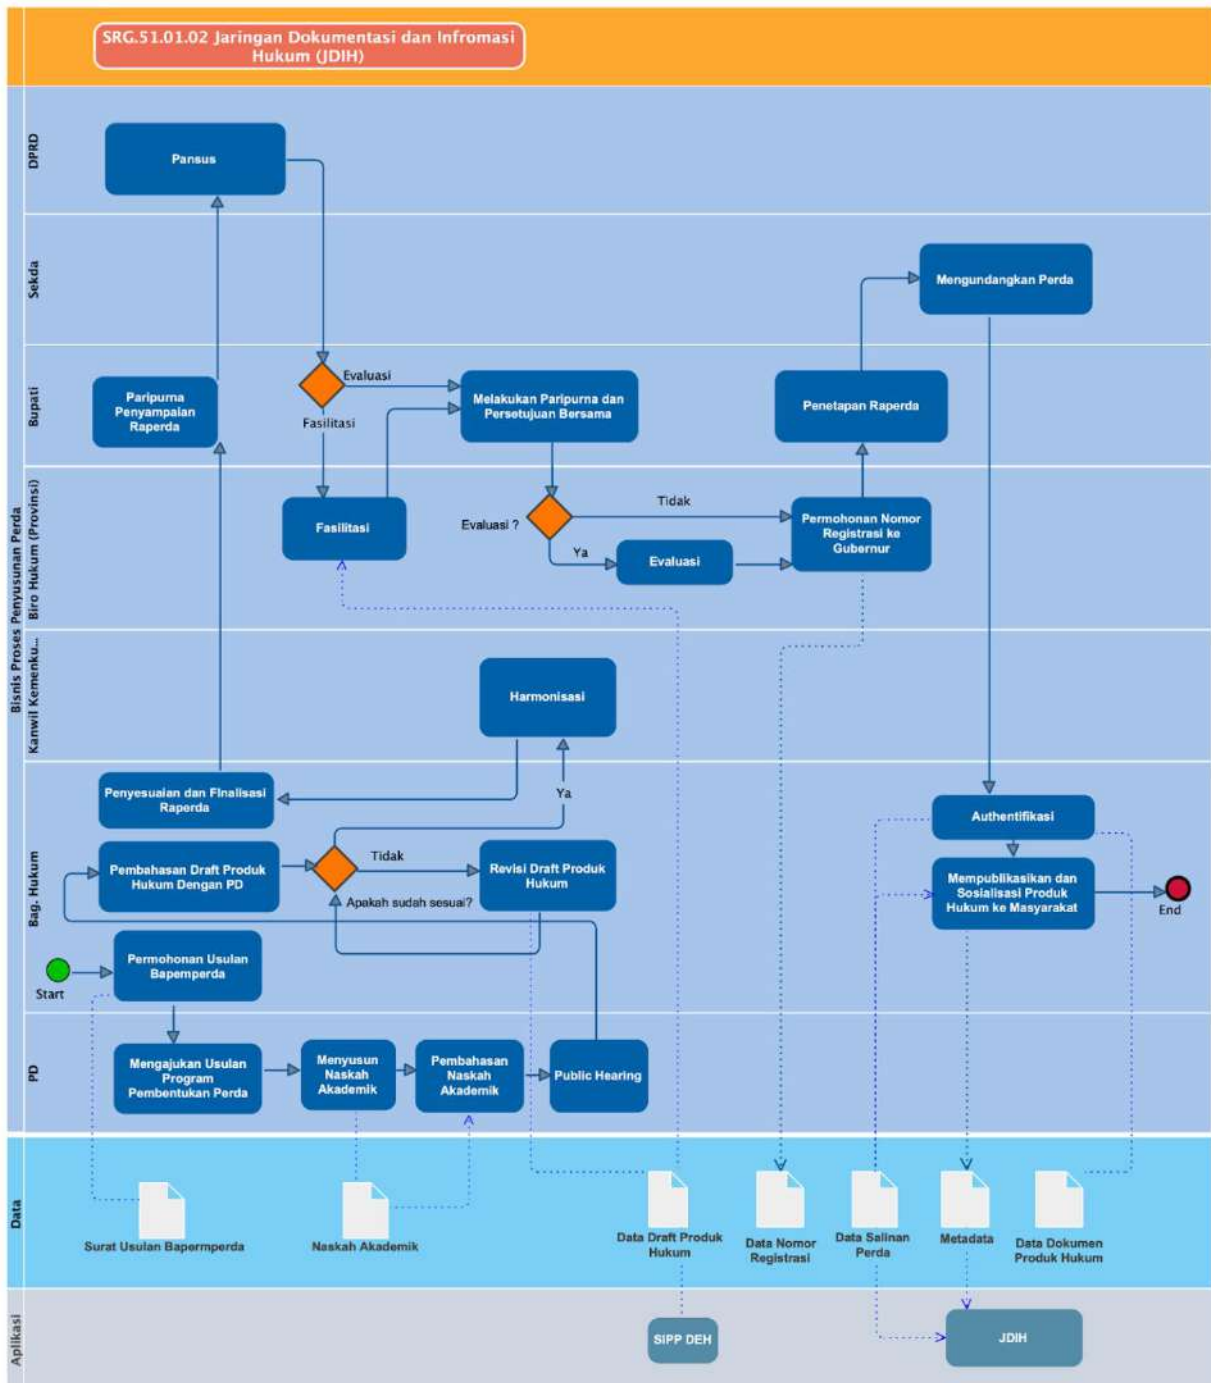 SRG.51.01.02 Jaringan Dokumentasi dan Infromasi
Hukum (JDIH)
Bisnis Proses Penyusunan Perda
DPRD
Pansus
Sekda
Mengundangkan Perda
Bupati
Paripurna
Penyampaian
Raperda
Evaluasi
Fasilitasi
Melakukan Paripurna dan
Persetujuan Bersama
Penetapan Raperda
Biro Hukum (Provinsi)
Fasilitasi
Evaluasi ?
Tidak
Ya
Evaluasi
Permohonan Nomor
Registrasi ke
Gubernur
Kanwil Kemenku...
Harmonisasi
Bag. Hukum
Penyesuaian dan FInalisasi
Raperda
Ya
Authentifikasi
Pembahasan Draft Produk
Hukum Dengan PD
Tidak
Apakah sudah sesuai?
Revisi Draft Produk
Hukum
Mempublikasikan dan
Sosialisasi Produk
Hukum ke Masyarakat
End
Permohonan Usulan
Bapemperda
Start
PD
Mengajukan Usulan
Program
Pembentukan Perda
Menyusun
Naskah
Akademik
Pembahasan
Naskah
Akademik
Public Hearing
Data
Surat Usulan Bapermperda
Naskah Akademik
Data Draft Produk
Hukum
Data Nomor
Registrasi
Data Salinan
Perda
Metadata
Data Dokumen
Produk Hukum
Aplikasi
SIPP DEH
JDIH